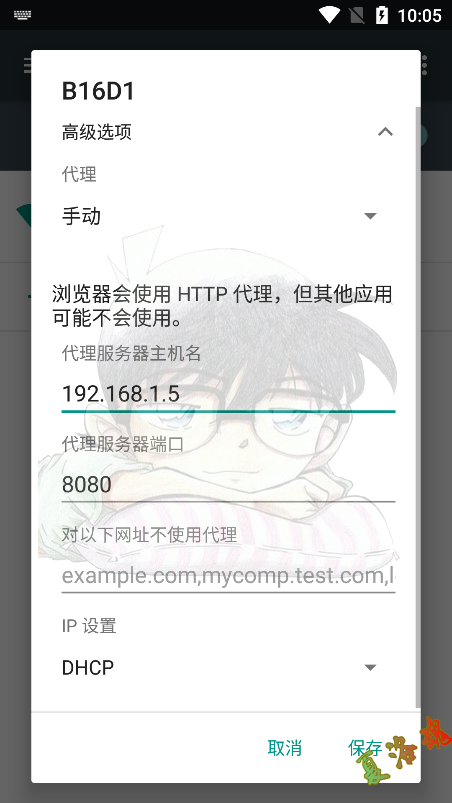 10:05
B16D1
高级选项
代理
手动
浏览器会使用 HTTP 代理，但其他应用
可能不会使用。
代理服务器主机名
192.168.1.5
代理服务器端口
8080
对以下网址不使用代理
example.com,mycomp.test.com,l
IP 设置
DHCP
取消
保存